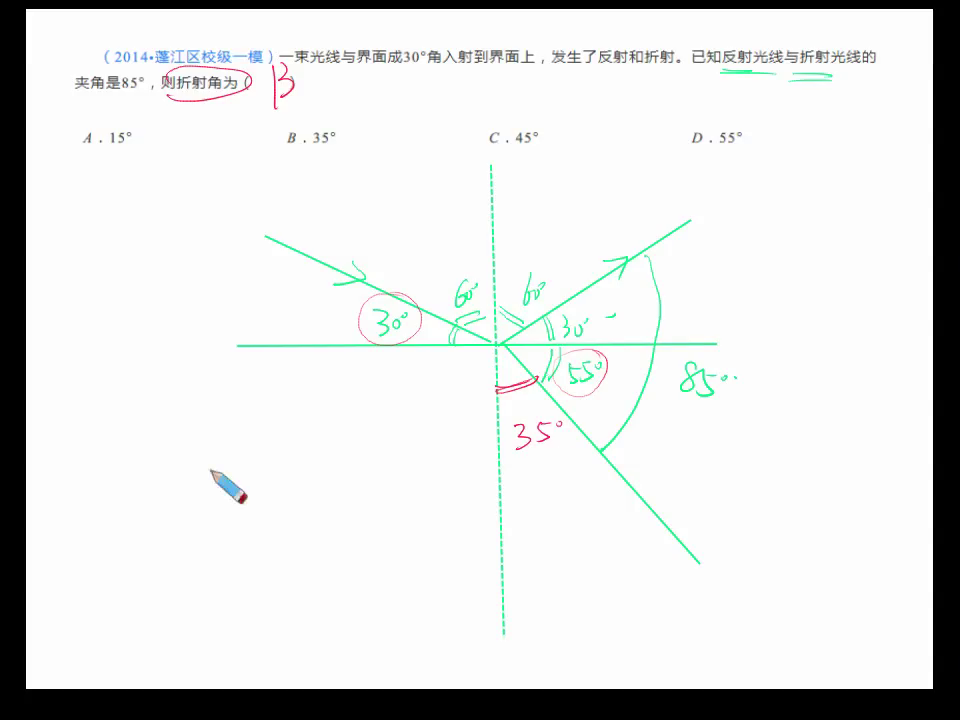 （2014•蓬江区校级一模）一束光线与界面成30°角入射到界面上，发生了反射和折射。已知反射光线与折射光线的
夹角是85°，则折射角为（ B ）
A．15° B．35° C．45° D．55°
60° 60°
30° 30°
55° 85°
35°